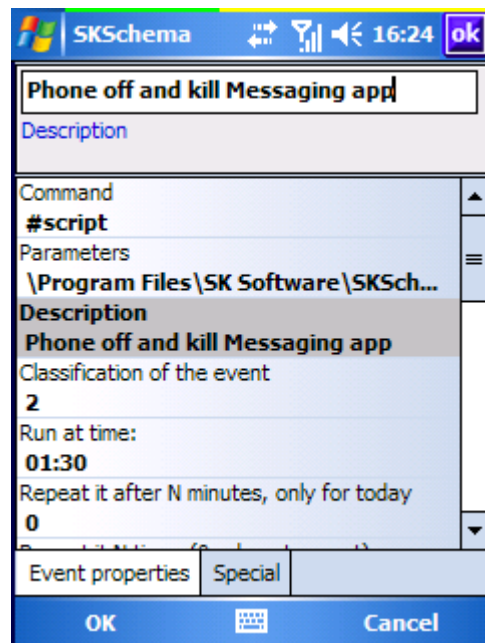 SKSchema 16:24 ok
Phone off and kill Messaging app
Description
Command
#script
Parameters
\Program Files\SK Software\SKSch...
Description
Phone off and kill Messaging app
Classification of the event
2
Run at time:
01:30
Repeat it after N minutes, only for today
0
Event properties Special
OK Cancel